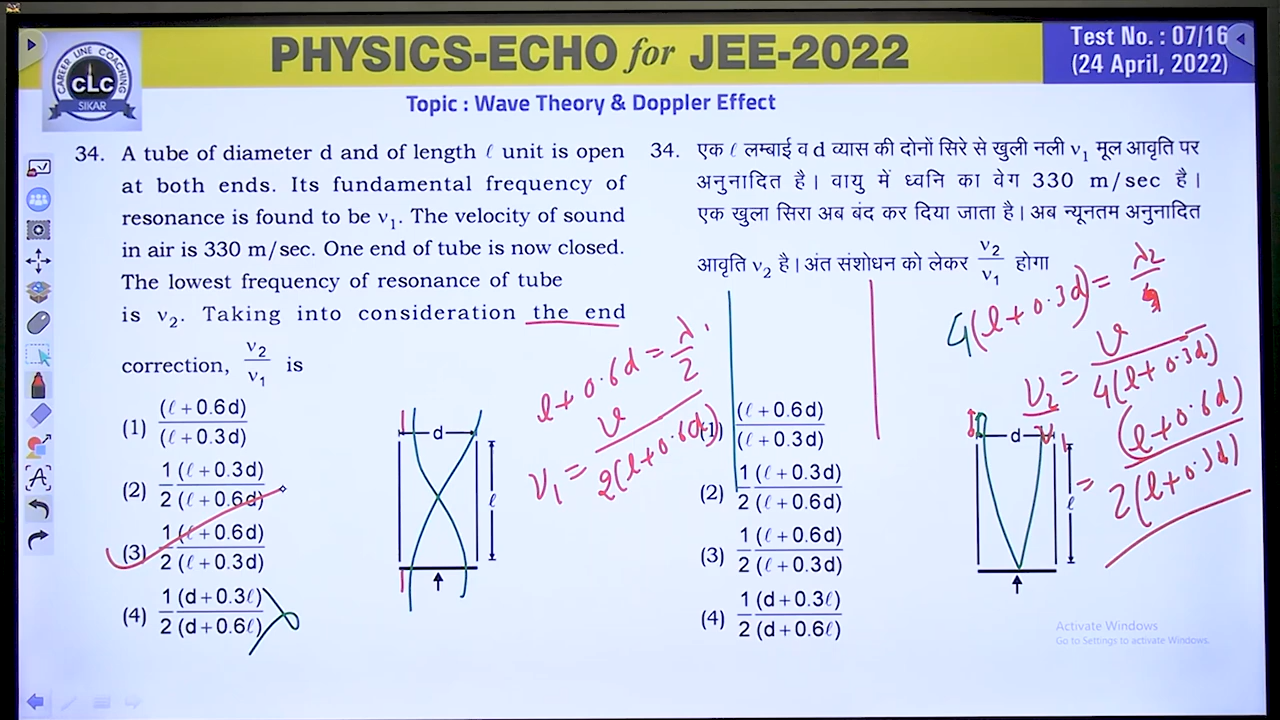 CAREER LINE COACHING
CLC
SIKAR
PHYSICS-ECHO for JEE-2022
Test No. : 07/16
(24 April, 2022)
Topic : Wave Theory & Doppler Effect
34. A tube of diameter d and of length ℓ unit is open
at both ends. Its fundamental frequency of
resonance is found to be ν₁. The velocity of sound
in air is 330 m/sec. One end of tube is now closed.
The lowest frequency of resonance of tube
is ν₂. Taking into consideration the end
correction, ν₂/ν₁ is
(1) (ℓ + 0.6d)/(ℓ + 0.3d)
(2) 1/2 (ℓ + 0.3d)/(ℓ + 0.6d)
(3) 1/2 (ℓ + 0.6d)/(ℓ + 0.3d)
(4) 1/2 (d + 0.3ℓ)/(d + 0.6ℓ)
d
ℓ
l + 0.6d = λ/2
ν₁ = v/2(l + 0.6d)
34. एक ℓ लम्बाई व d व्यास की दोनों सिरे से खुली नली ν₁ मूल आवृति पर
अनुनादित है। वायु में ध्वनि का वेग 330 m/sec है।
एक खुला सिरा अब बंद कर दिया जाता है। अब न्यूनतम अनुनादित
आवृति ν₂ है। अंत संशोधन को लेकर ν₂/ν₁ होगा
(1) (ℓ + 0.6d)/(ℓ + 0.3d)
(2) 1/2 (ℓ + 0.3d)/(ℓ + 0.6d)
(3) 1/2 (ℓ + 0.6d)/(ℓ + 0.3d)
(4) 1/2 (d + 0.3ℓ)/(d + 0.6ℓ)
d
ℓ
4(l + 0.3d) = λ₂
ν₂ = v/4(l + 0.3d)
ν₂/ν₁ = (l + 0.6d)/2(l + 0.3d)
Activate Windows
Go to Settings to activate Windows.